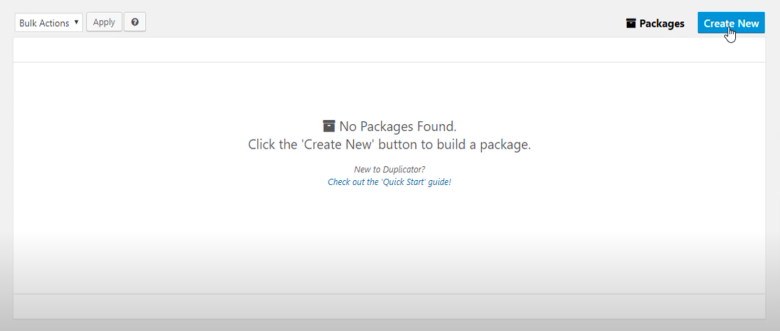 Bulk Actions
Apply
?
Packages
Create New
No Packages Found.
Click the 'Create New' button to build a package.
New to Duplicator?
Check out the 'Quick Start' guide!